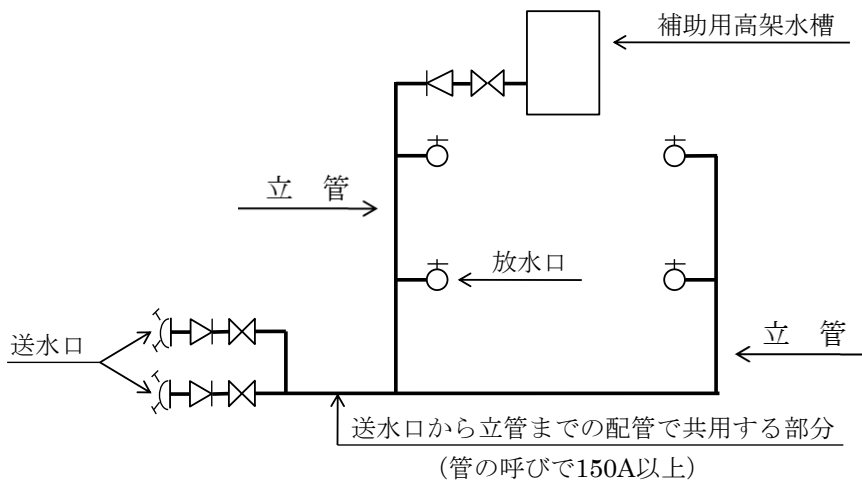 補助用高架水槽
立　管
放水口
送水口
立　管
送水口から立管までの配管で共用する部分
（管の呼びで150A以上）